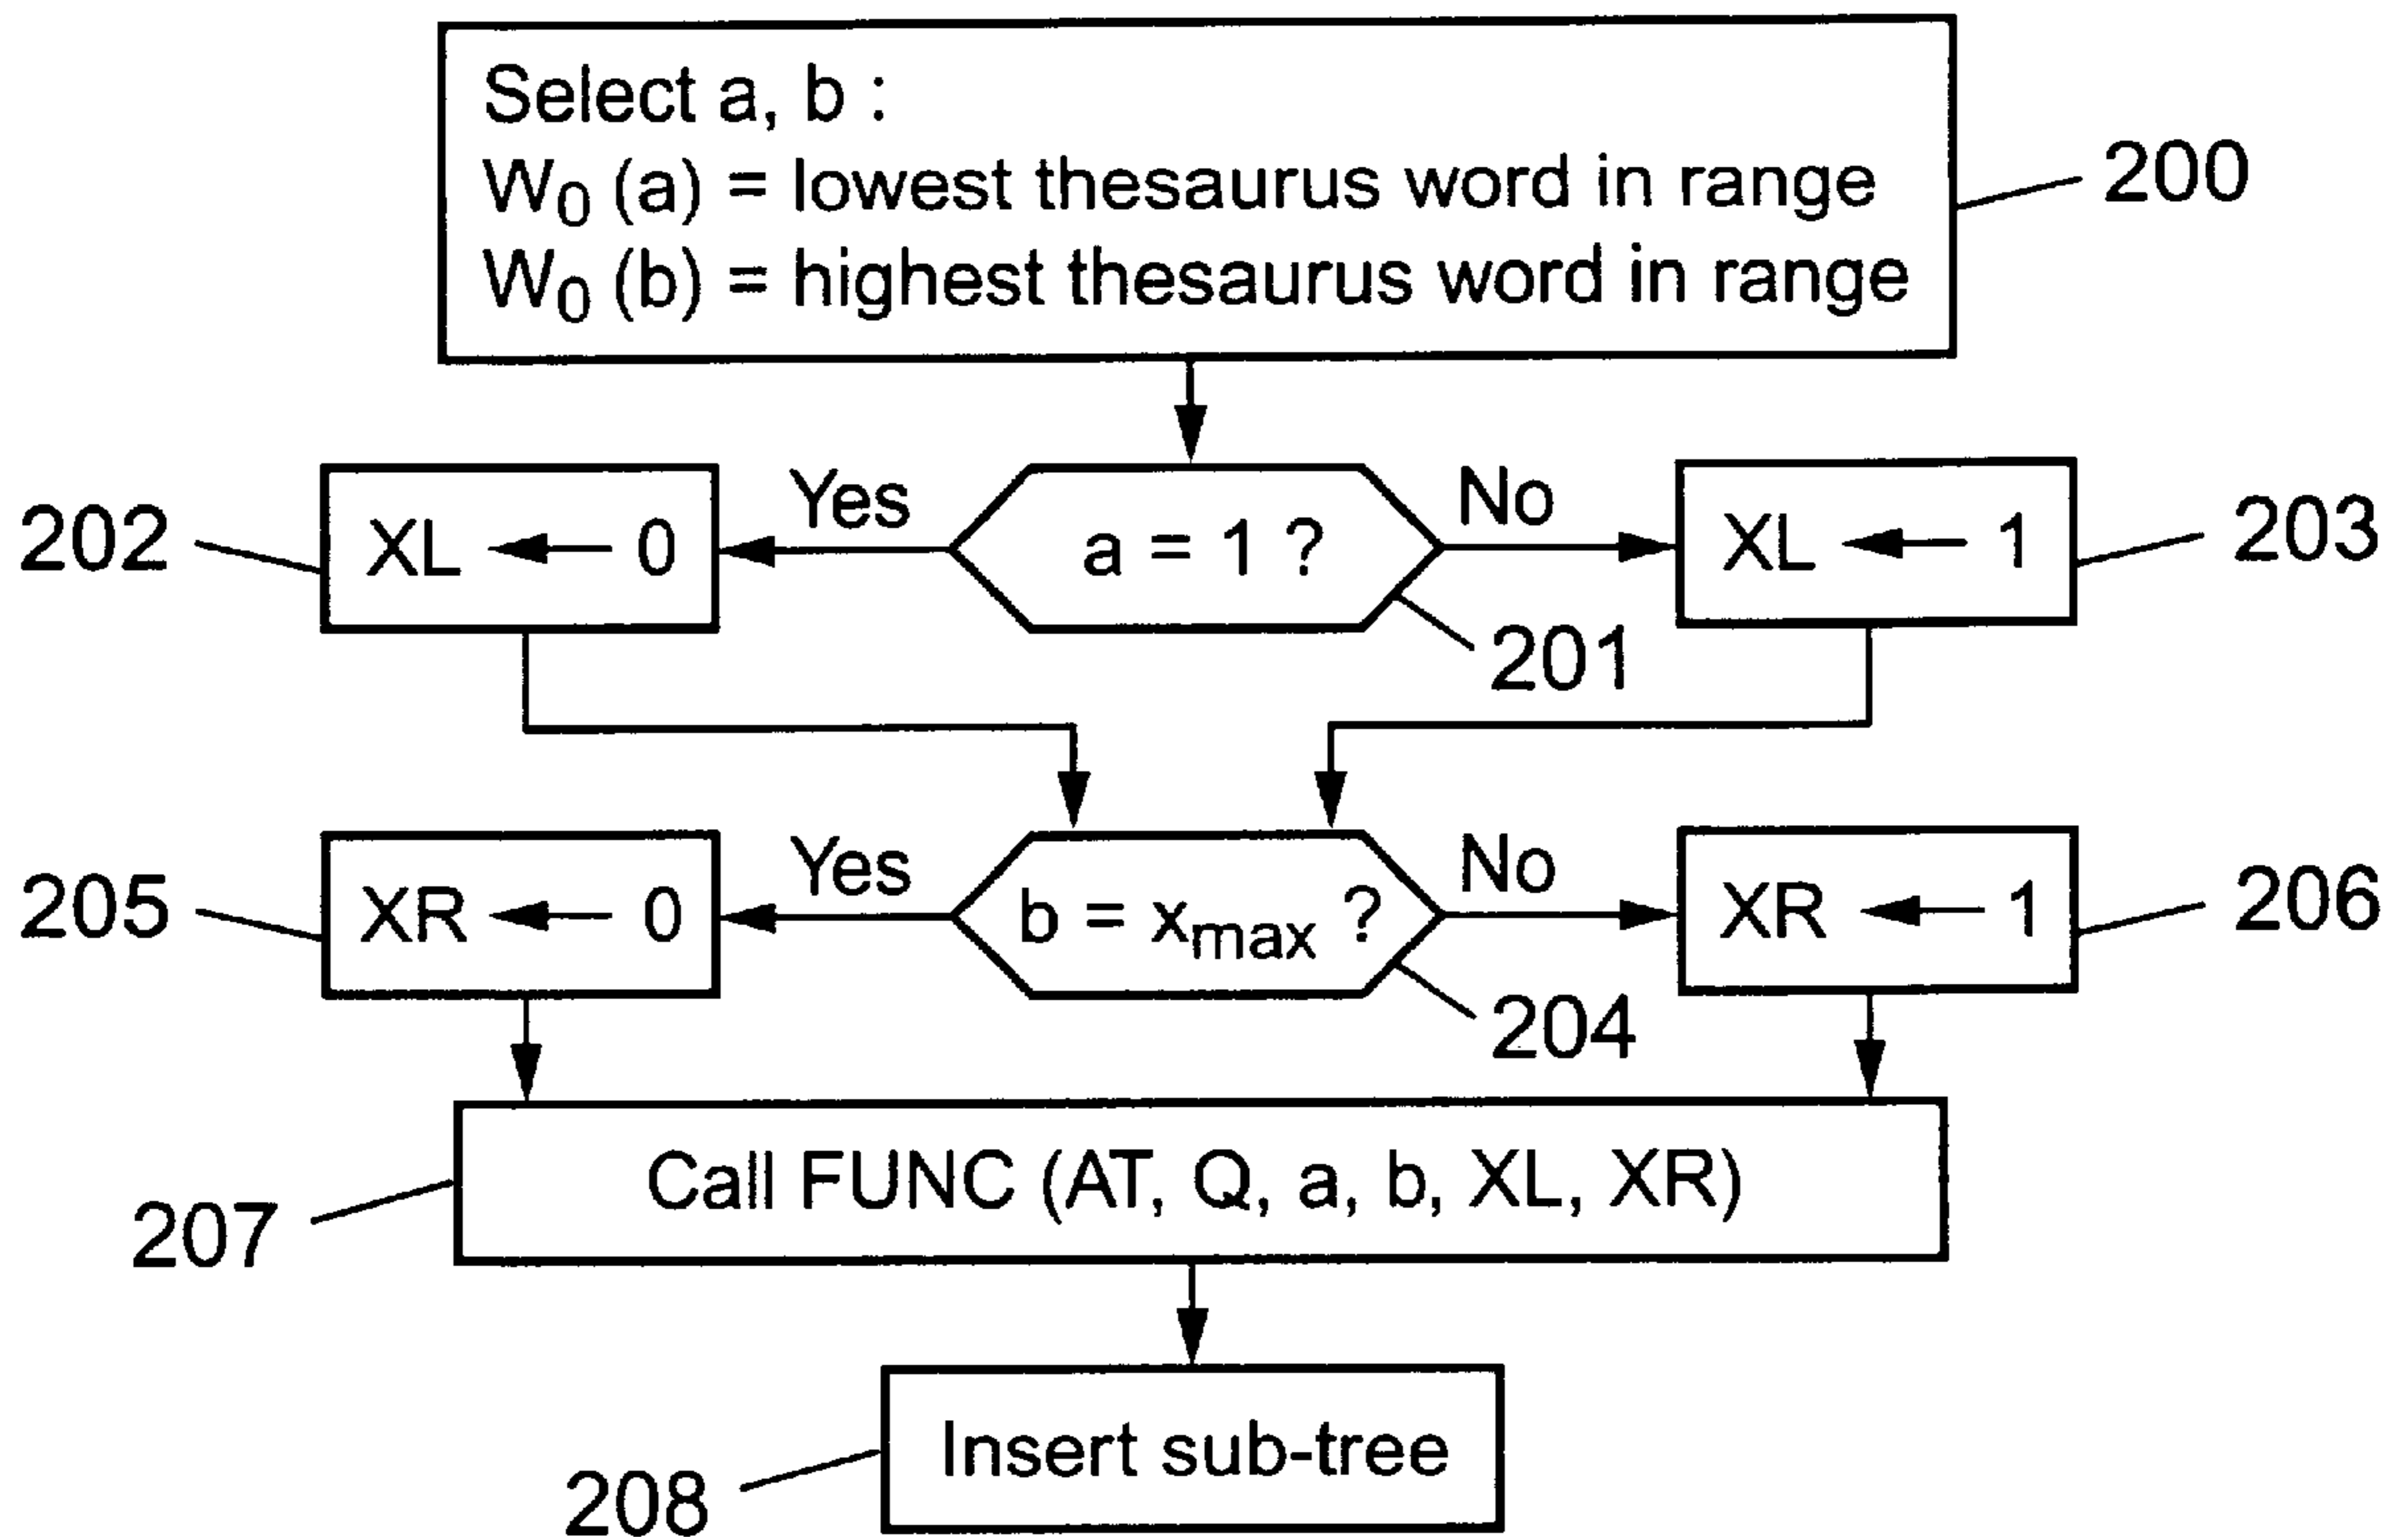 Select a, b :
W0 (a) = lowest thesaurus word in range
W0 (b) = highest thesaurus word in range
200
202
XL ← 0
Yes
a = 1 ?
No
XL ← 1
203
201
205
XR ← 0
Yes
b = xmax ?
No
XR ← 1
206
204
Call FUNC (AT, Q, a, b, XL, XR)
207
Insert sub-tree
208